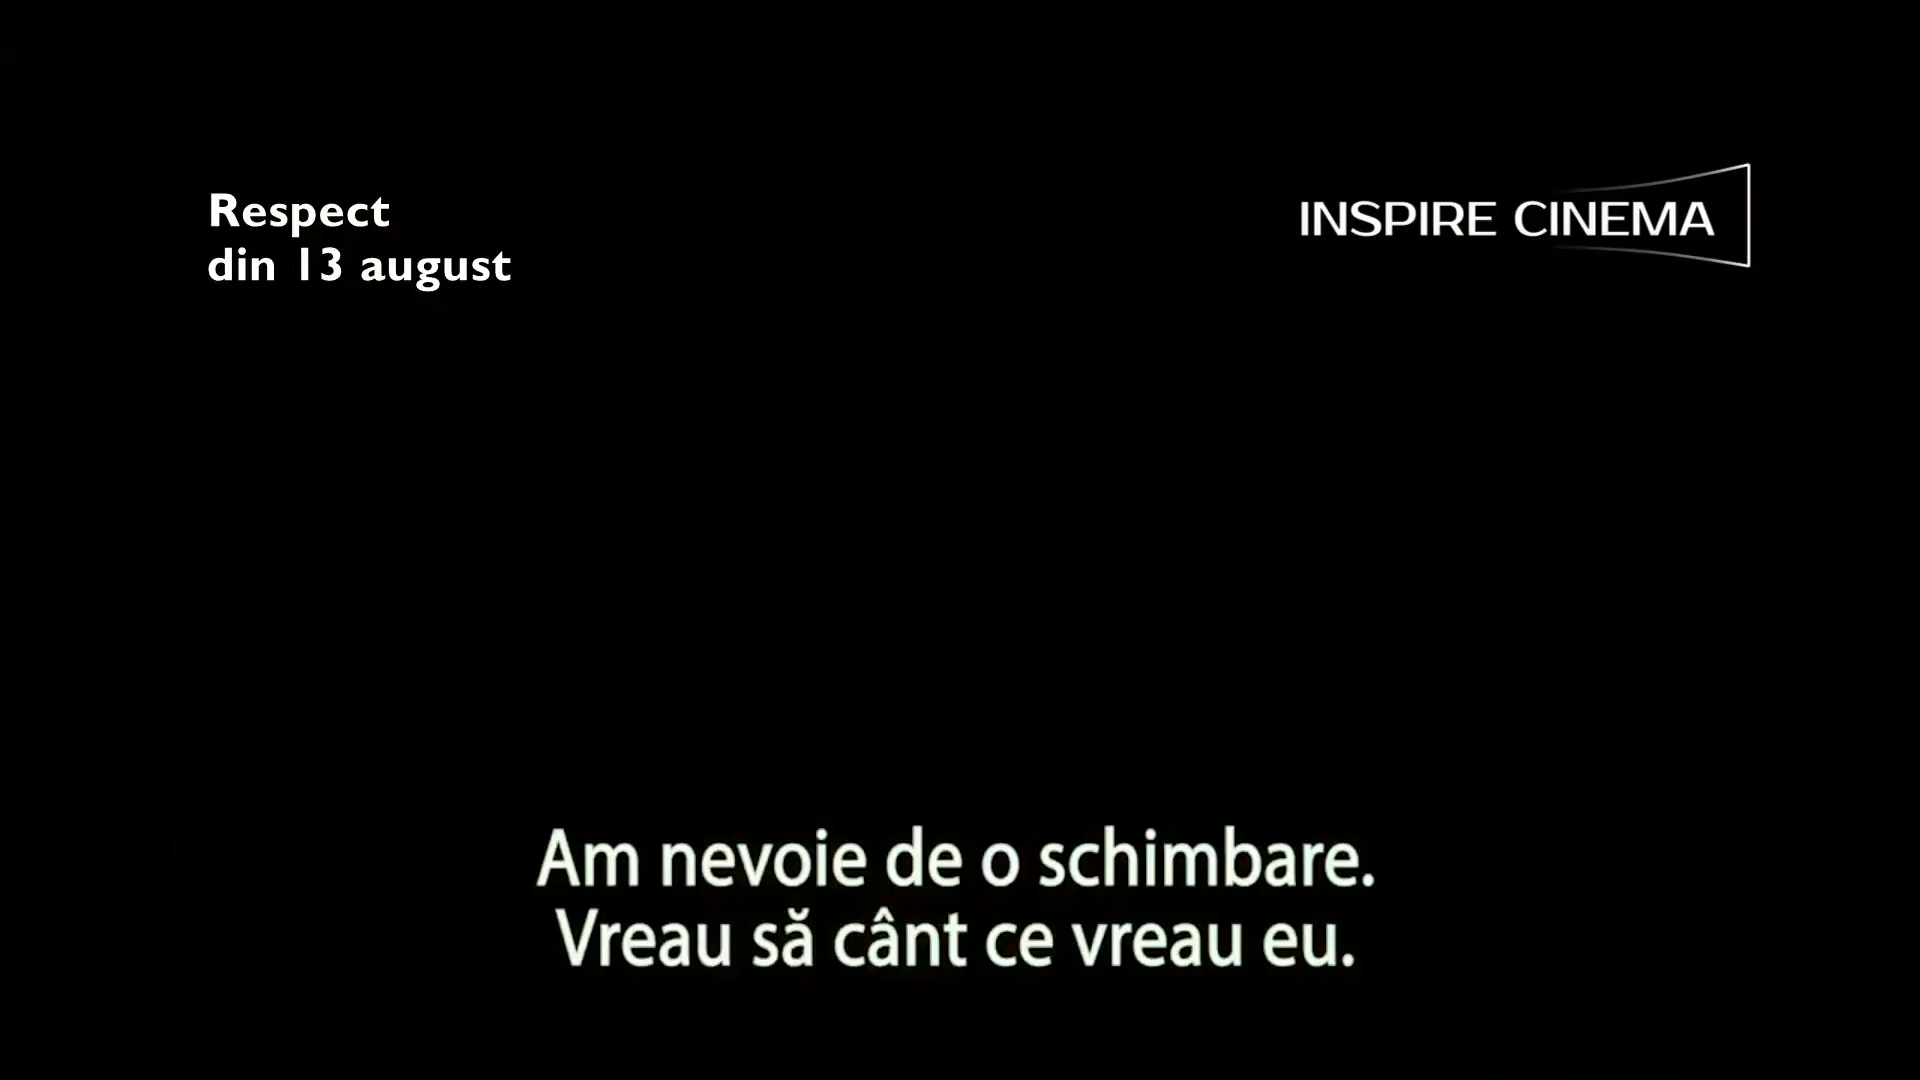 Respect
din 13 august
INSPIRE CINEMA
Am nevoie de o schimbare.
Vreau să cânt ce vreau eu.